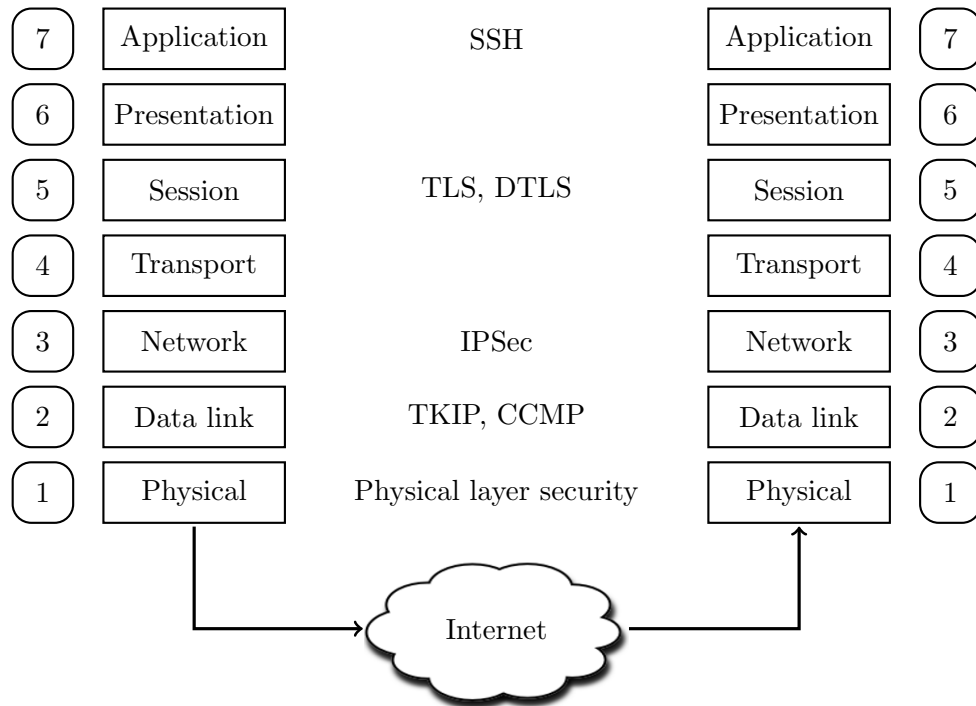 7 Application SSH Application 7
6 Presentation Presentation 6
5 Session TLS, DTLS Session 5
4 Transport Transport 4
3 Network IPSec Network 3
2 Data link TKIP, CCMP Data link 2
1 Physical Physical layer security Physical 1
Internet